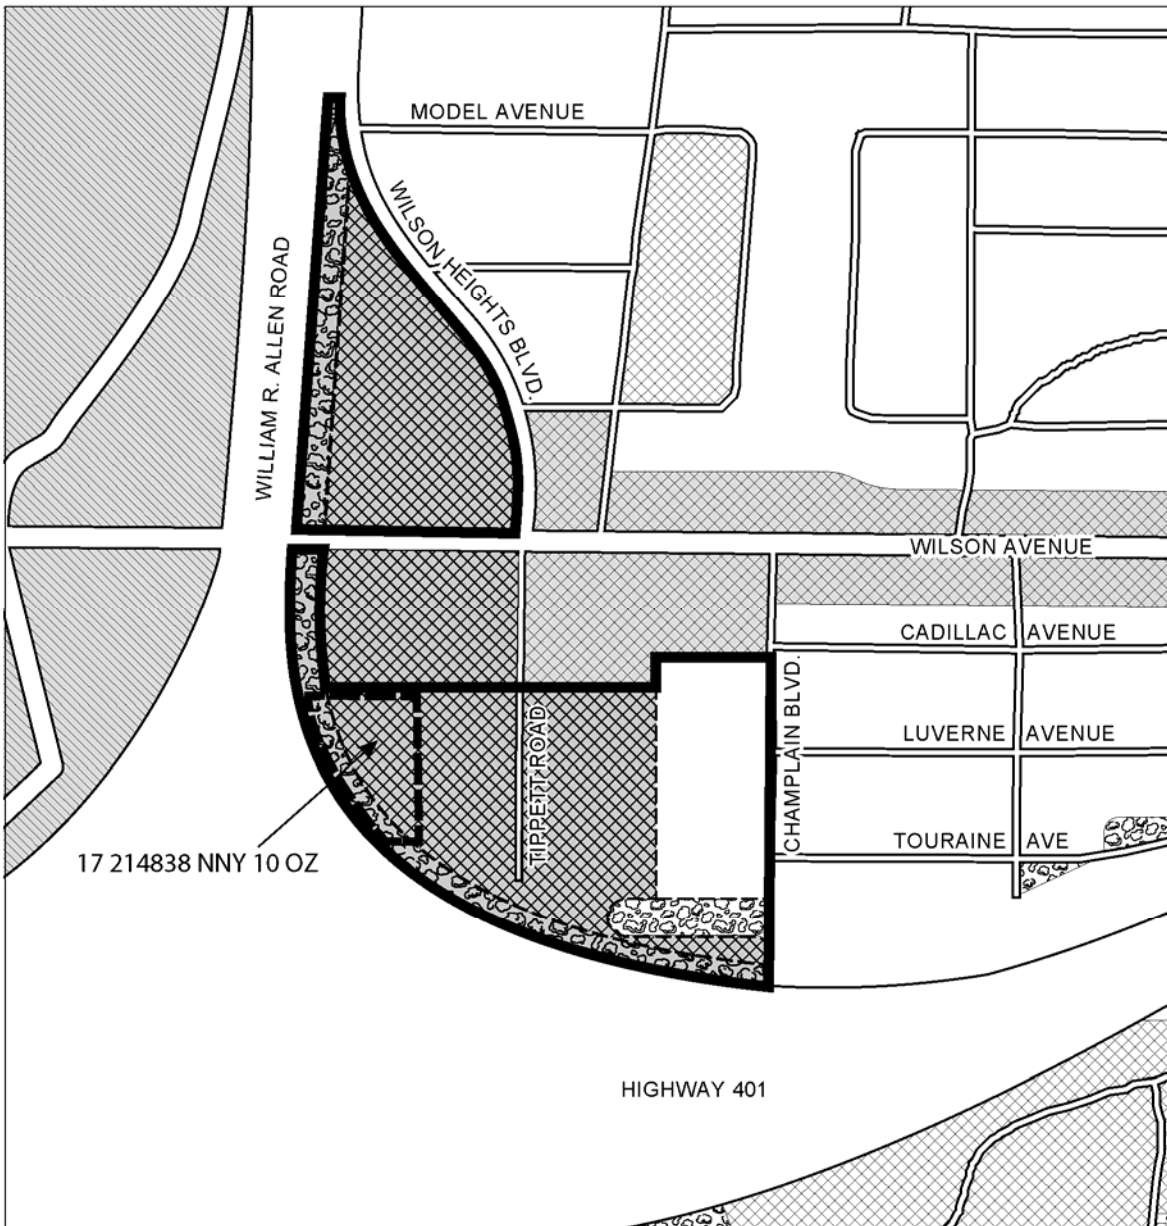 MODEL AVENUE
WILSON HEIGHTS BLVD.
WILLIAM R. ALLEN ROAD
WILSON AVENUE
CADILLAC AVENUE
CHAMPLAIN BLVD.
TIPPETT ROAD
LUVERNE AVENUE
TOURAINE AVE
17 214838 NNY 10 OZ
HIGHWAY 401